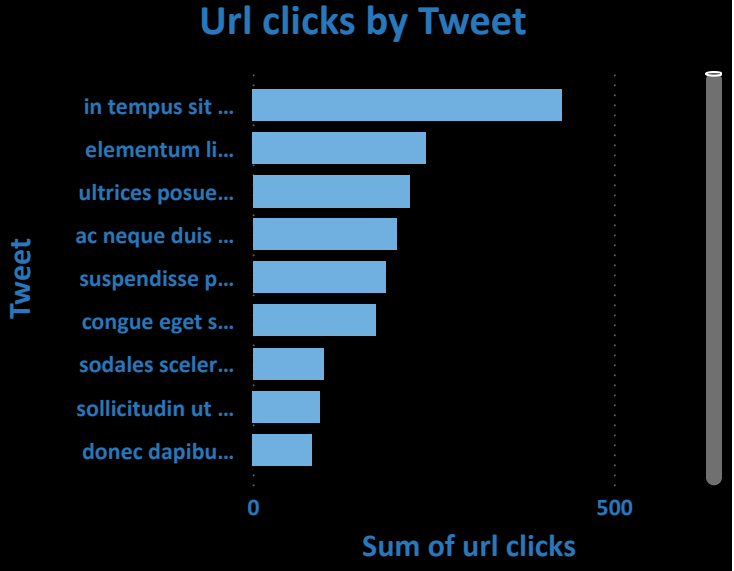 Url clicks by Tweet
Tweet
in tempus sit …
elementum li…
ultrices posue…
ac neque duis …
suspendisse p…
congue eget s…
sodales sceler…
sollicitudin ut …
donec dapibu…
0 500
Sum of url clicks